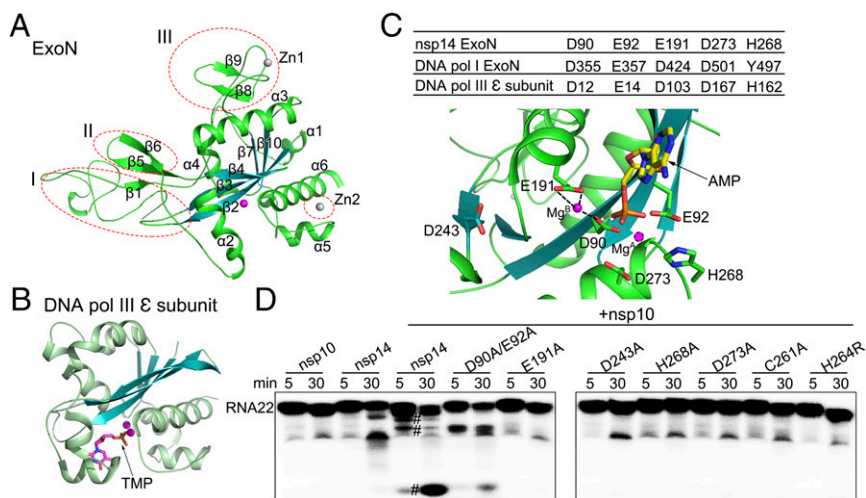 A
ExoN
III
β9
Zn1
β8
α3
II
β6
β5
α4
β7
β10
α1
I
β1
β4
β3
α6
β2
Zn2
α2
α5
B
DNA pol III ε subunit
TMP
C
nsp14 ExoN D90 E92 E191 D273 H268
DNA pol I ExoN D355 E357 D424 D501 Y497
DNA pol III ε subunit D12 E14 D103 D167 H162
E191
AMP
MgB
E92
D243
D90
MgA
H268
D273
D
+nsp10
nsp10 nsp14 nsp14 D90A/E92A E191A D243A H268A D273A C261A H264R
min 5 30 5 30 5 30 5 30 5 30 5 30 5 30 5 30 5 30 5 30
RNA22
#
#
#